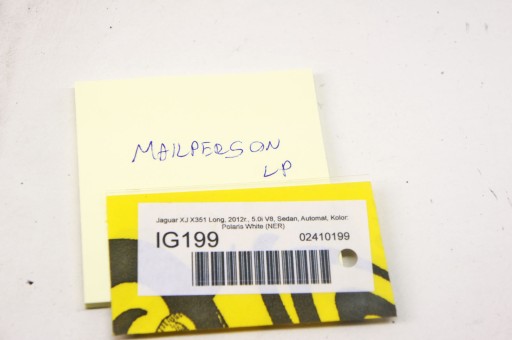 MAILPERSON
LP
Jaguar XJ X351 Long, 2012r., 5.0i V8, Sedan, Automat, Kolor:
Polaris White (NER)
IG199
02410199